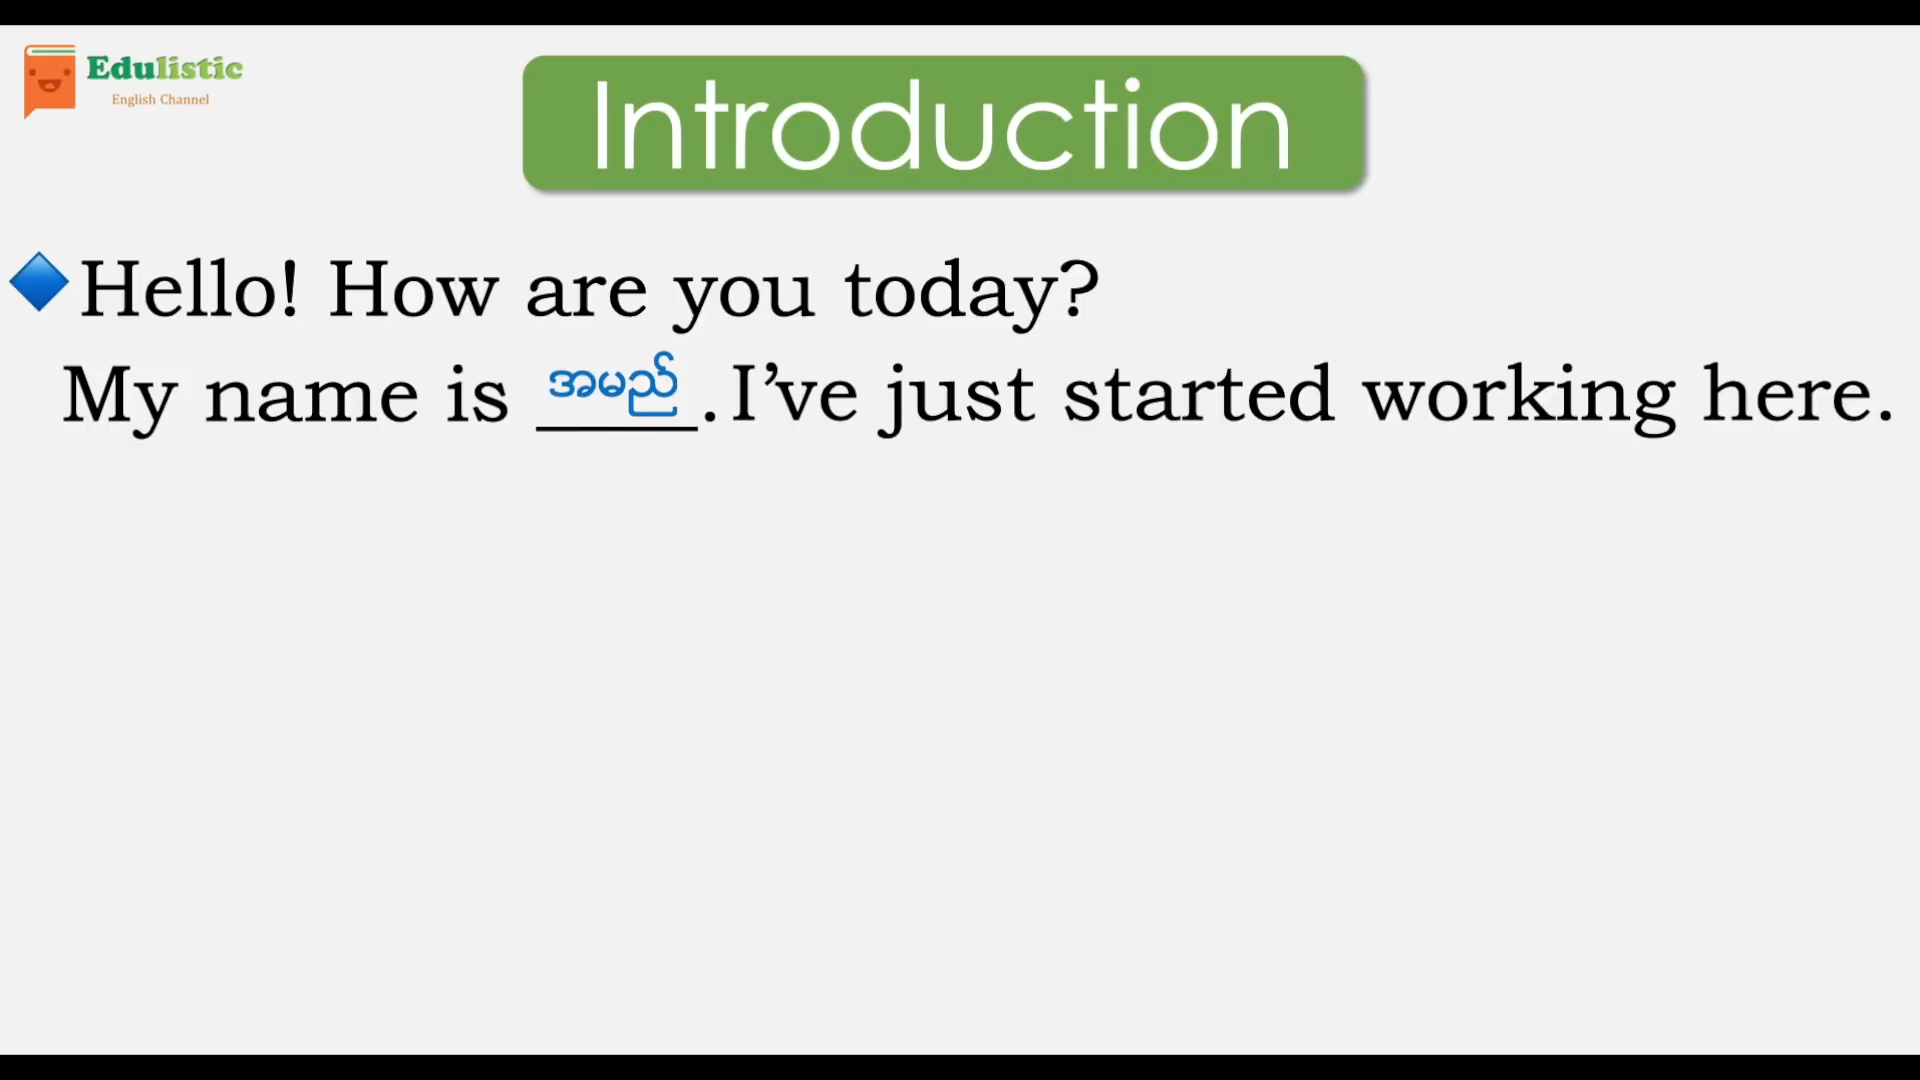 Edulistic
English Channel
Introduction
Hello! How are you today?
My name is အမည်. I’ve just started working here.